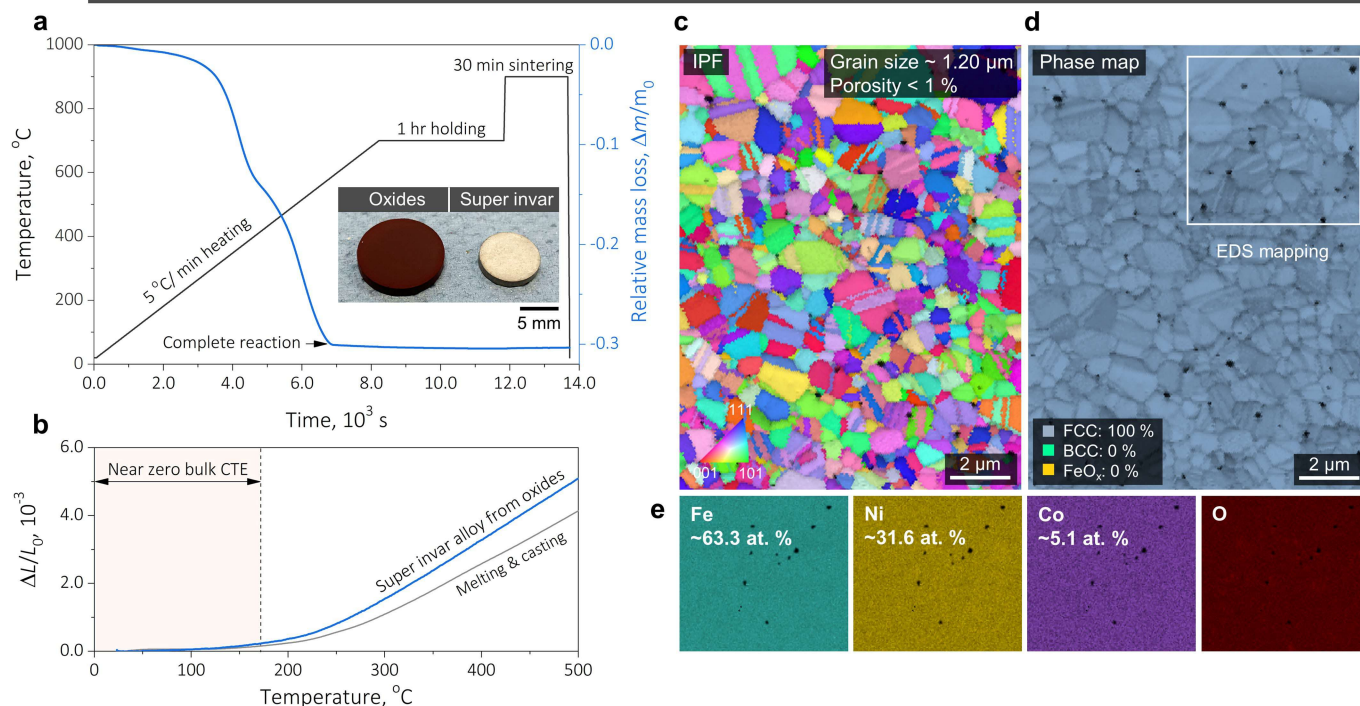 a
1000
800
600
400
200
0
Temperature, °C
0.0
2.0
4.0
6.0
8.0
10.0
12.0
14.0
Time, 10³ s
0.0
-0.1
-0.2
-0.3
Relative mass loss, Δm/m₀
30 min sintering
1 hr holding
5 °C/ min heating
Oxides
Super invar
5 mm
Complete reaction
b
6.0
4.0
2.0
0.0
ΔL/L₀, 10⁻³
Near zero bulk CTE
Super invar alloy from oxides
Melting & casting
0
100
200
300
400
500
Temperature, °C
c
IPF
Grain size ~ 1.20 µm
Porosity < 1 %
111
001
101
2 µm
d
Phase map
EDS mapping
FCC: 100 %
BCC: 0 %
FeOₓ: 0 %
2 µm
e
Fe
~63.3 at. %
Ni
~31.6 at. %
Co
~5.1 at. %
O